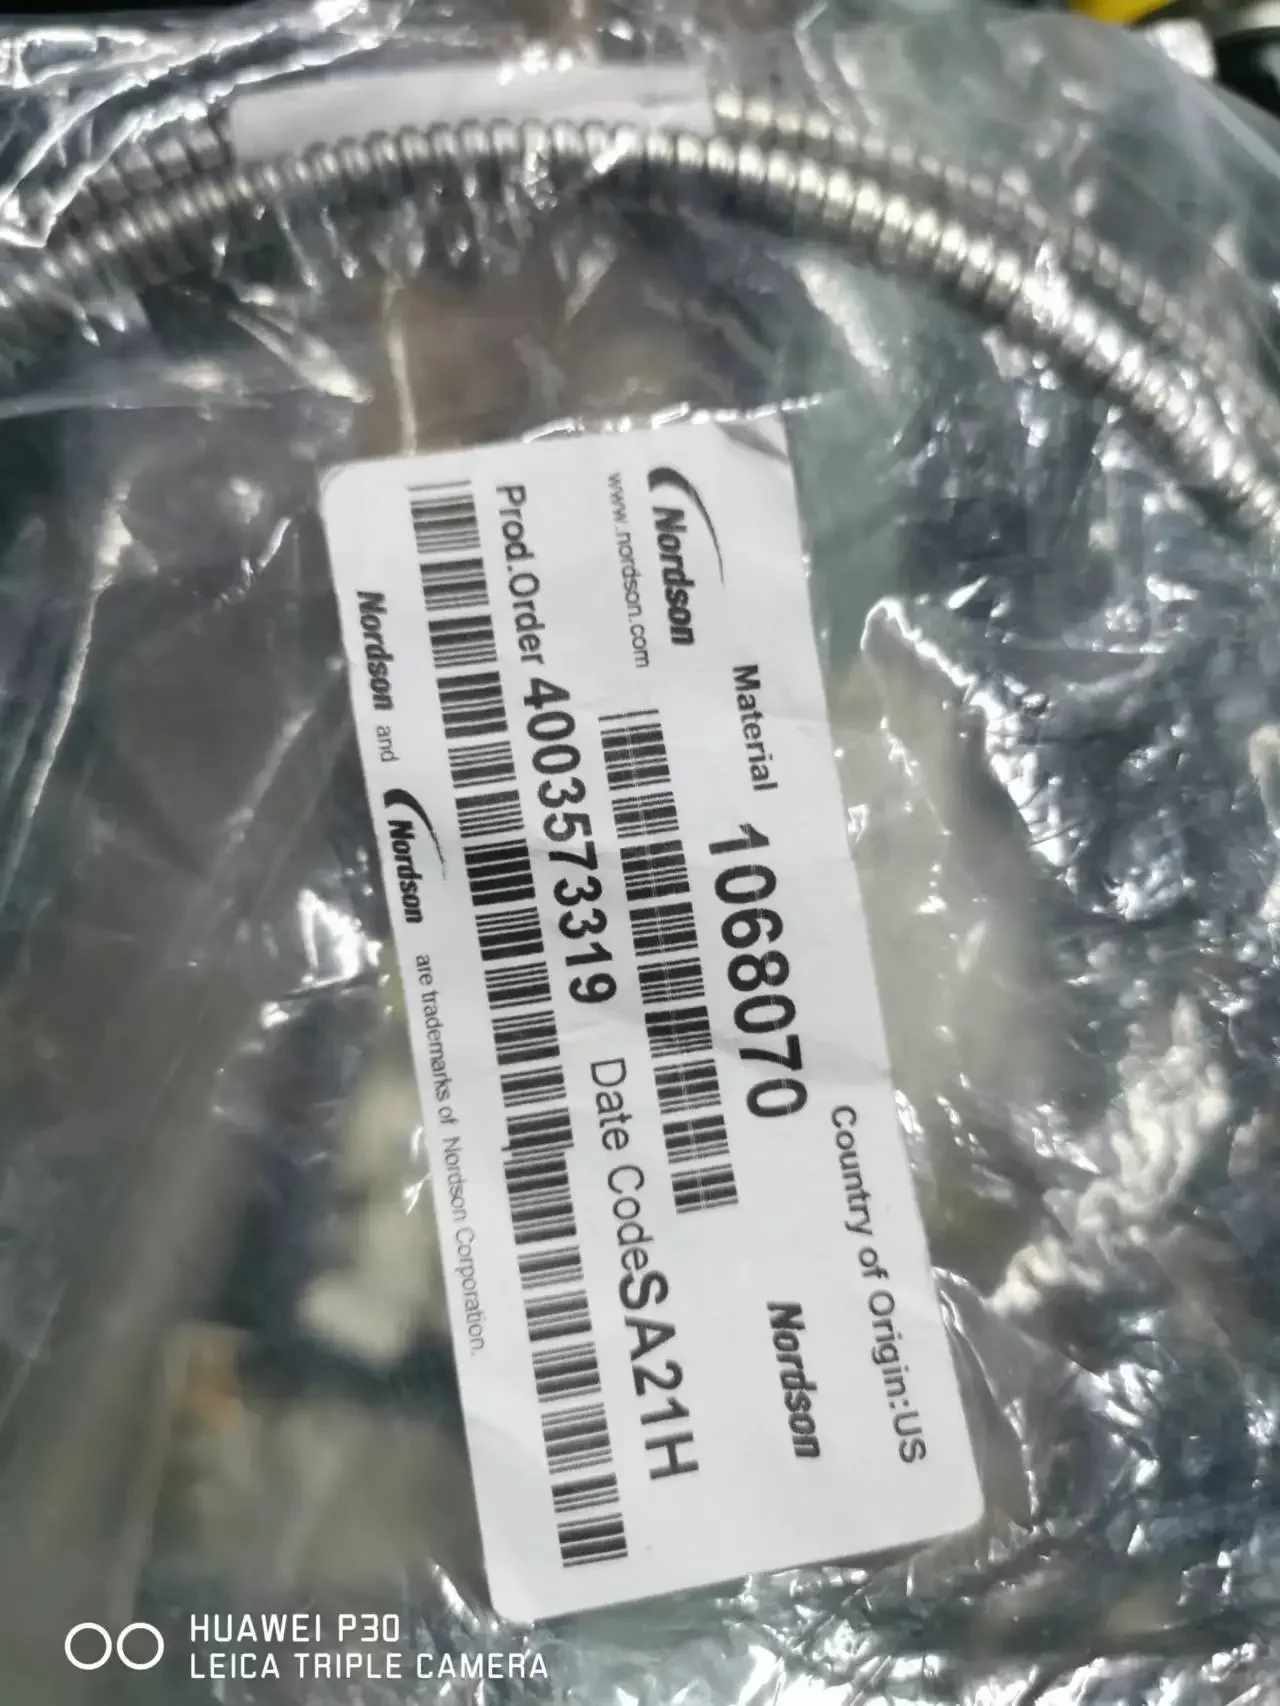 Country of Origin:US
Nordson
Material 1068070 Nordson
www.nordson.com
Prod.Order 4003573319 Date CodeSA21H
Nordson and Nordson are trademarks of Nordson Corporation.
HUAWEI P30
LEICA TRIPLE CAMERA